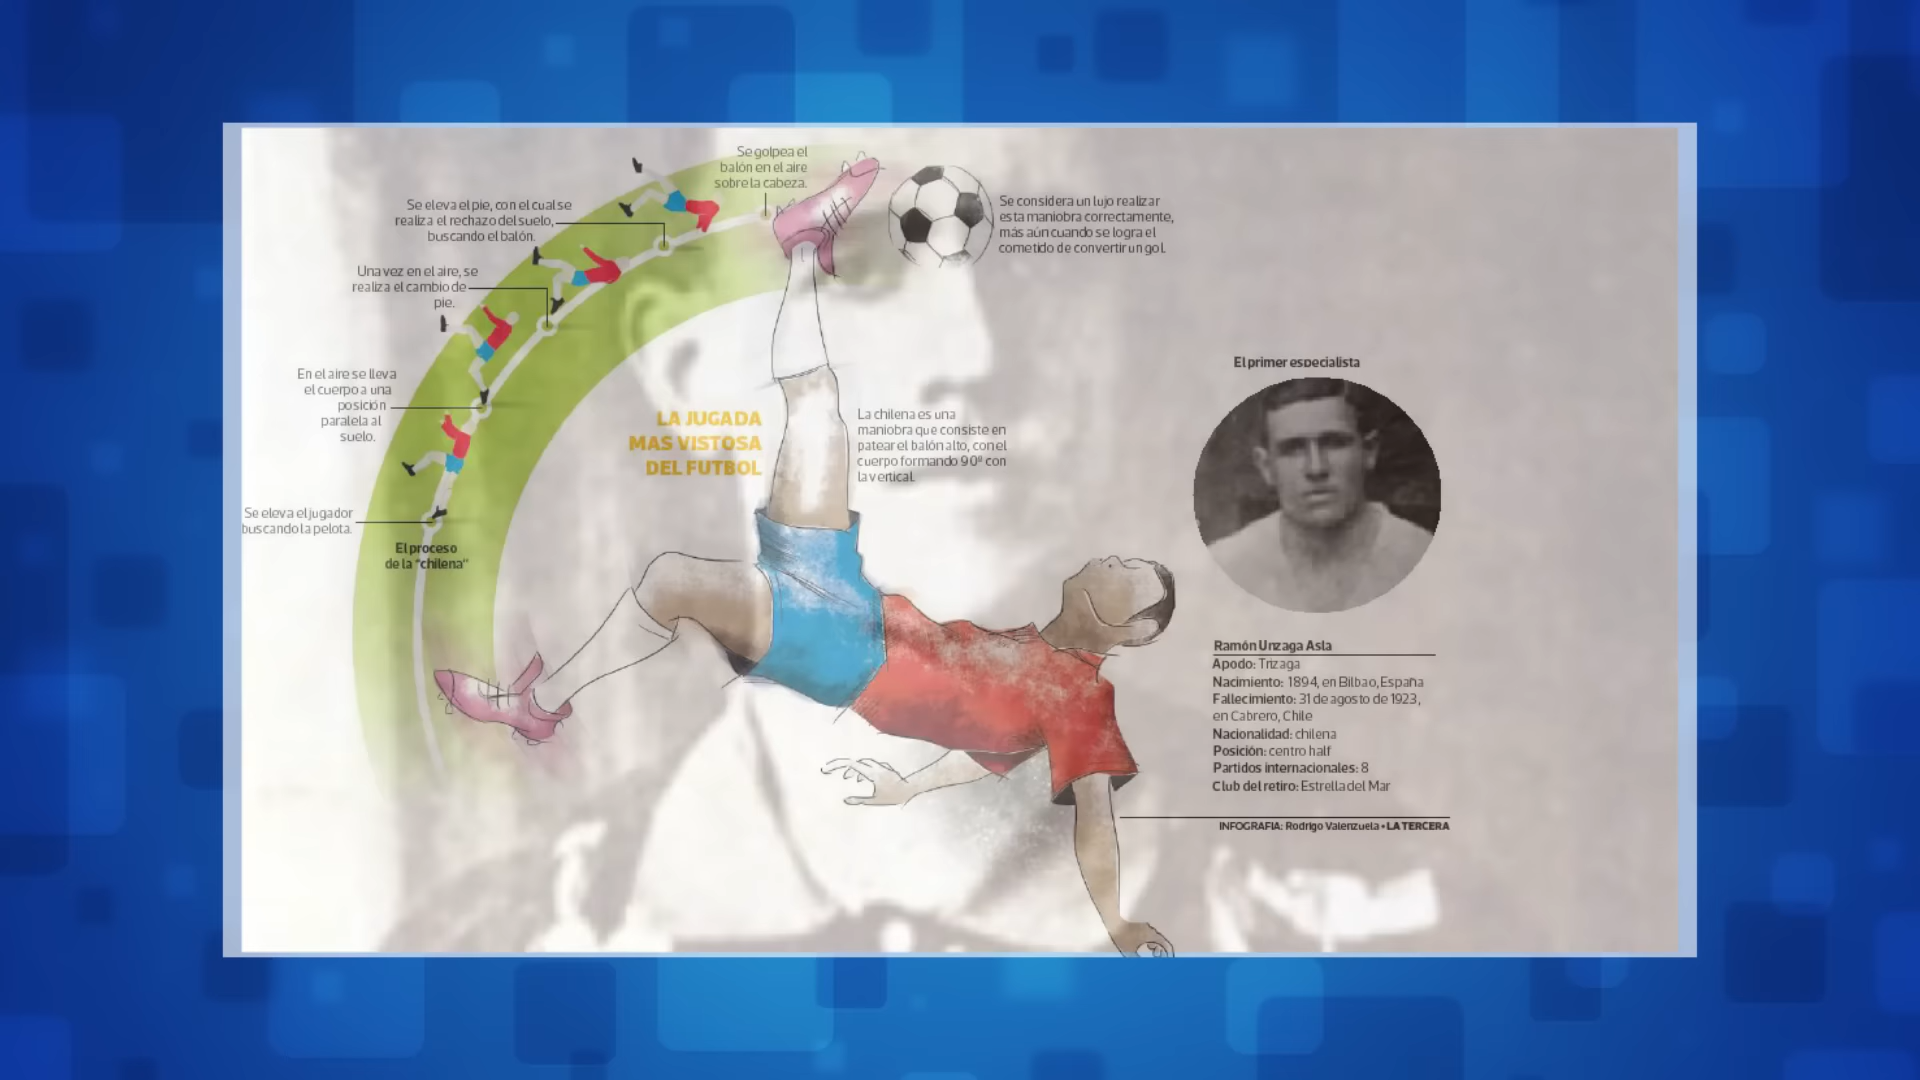 Se golpea el
balón en el aire
sobre la cabeza.
Se eleva el pie, con el cual se
realiza el rechazo del suelo,
buscando el balón.
Se considera un lujo realizar
esta maniobra correctamente,
más aún cuando se logra el
cometido de convertir un gol.
Una vez en el aire, se
realiza el cambio de
pie.
En el aire se lleva
el cuerpo a una
posición
paralela al
suelo.
LA JUGADA
MAS VISTOSA
DEL FUTBOL
La chilena es una
maniobra que consiste en
patear el balón alto, con el
cuerpo formando 90º con
la vertical.
Se eleva el jugador
buscando la pelota.
El proceso
de la "chilena"
El primer especialista
Ramón Unzaga Asla
Apodo: Trizaga
Nacimiento: 1894, en Bilbao, España
Fallecimiento: 31 de agosto de 1923,
en Cabrero, Chile
Nacionalidad: chilena
Posición: centro half
Partidos internacionales: 8
Club del retiro: Estrella del Mar
INFOGRAFIA: Rodrigo Valenzuela • LA TERCERA